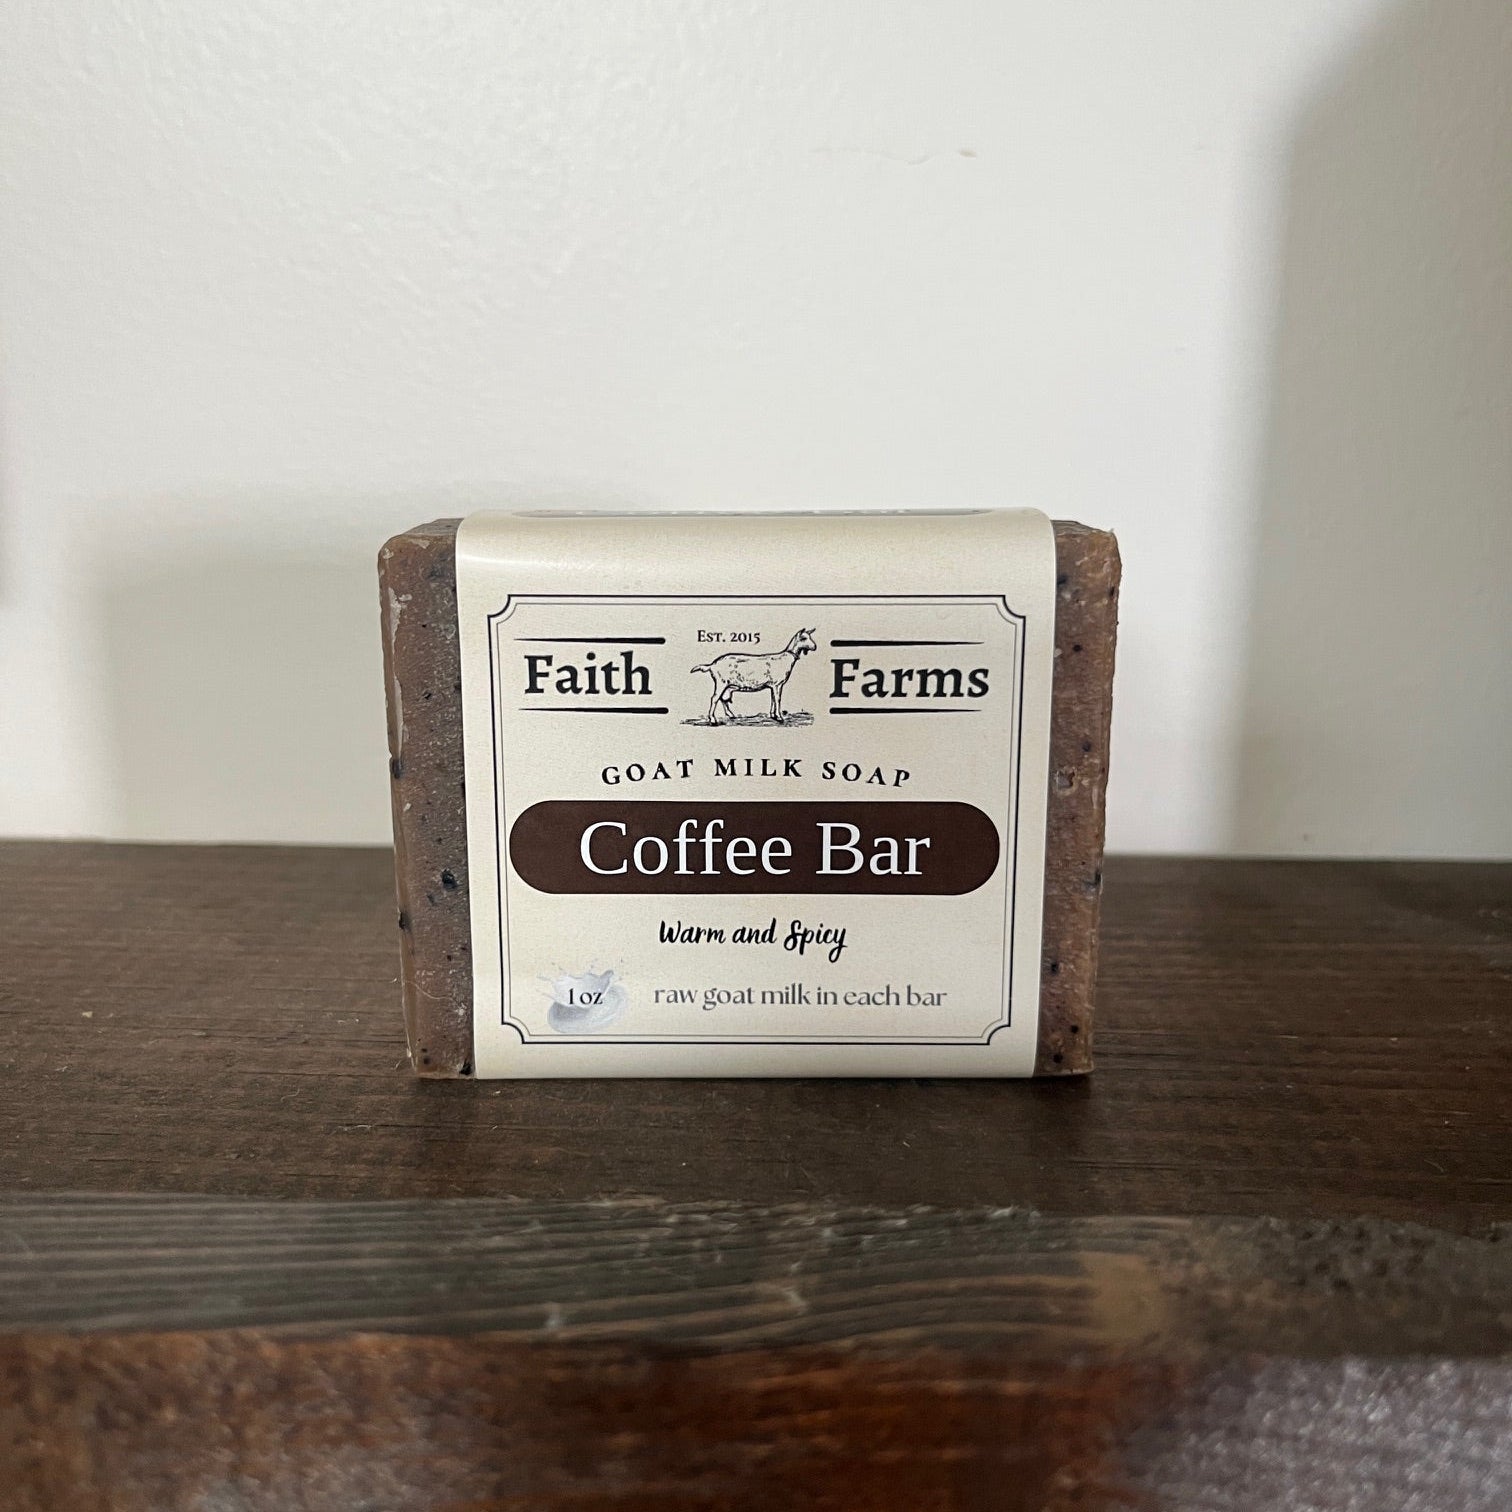 Est. 2015
Faith Farms
GOAT MILK SOAP
Coffee Bar
Warm and Spicy
1 oz raw goat milk in each bar